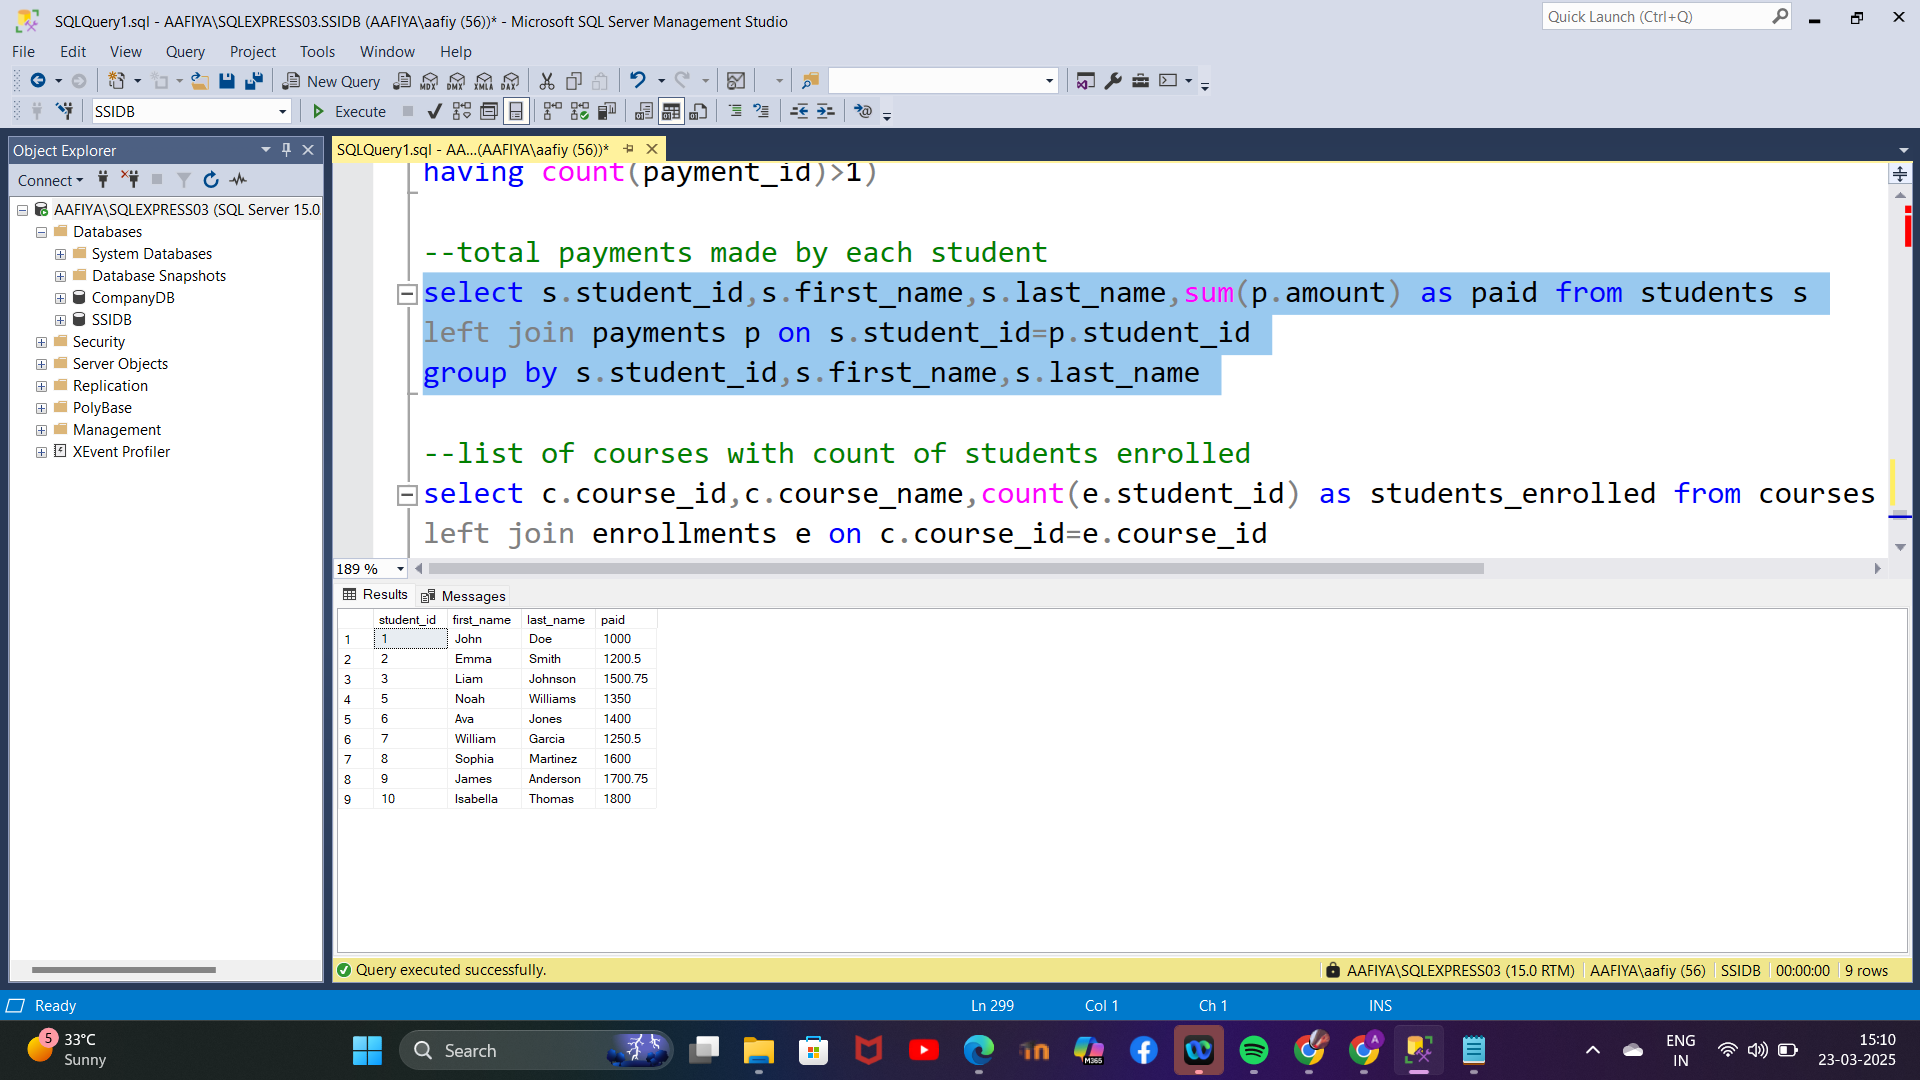 SQLQuery1.sql - AAFIYA\SQLEXPRESS03.SSIDB (AAFIYA\aafiy (56))* - Microsoft SQL Server Management Studio
Quick Launch (Ctrl+Q)
File Edit View Query Project Tools Window Help
New Query
MDX DMX XMLA DAX
SSIDB
Execute
Object Explorer
SQLQuery1.sql - AA...(AAFIYA\aafiy (56))*
Connect
AAFIYA\SQLEXPRESS03 (SQL Server 15.0
Databases
System Databases
Database Snapshots
CompanyDB
SSIDB
Security
Server Objects
Replication
PolyBase
Management
XEvent Profiler
having count(payment_id)>1)
--total payments made by each student
select s.student_id,s.first_name,s.last_name,sum(p.amount) as paid from students s
left join payments p on s.student_id=p.student_id
group by s.student_id,s.first_name,s.last_name
--list of courses with count of students enrolled
select c.course_id,c.course_name,count(e.student_id) as students_enrolled from courses
left join enrollments e on c.course_id=e.course_id
189 %
Results Messages
student_id first_name last_name paid
1 1 John Doe 1000
2 2 Emma Smith 1200.5
3 3 Liam Johnson 1500.75
4 5 Noah Williams 1350
5 6 Ava Jones 1400
6 7 William Garcia 1250.5
7 8 Sophia Martinez 1600
8 9 James Anderson 1700.75
9 10 Isabella Thomas 1800
Query executed successfully.
AAFIYA\SQLEXPRESS03 (15.0 RTM) AAFIYA\aafiy (56) SSIDB 00:00:00 9 rows
Ready Ln 299 Col 1 Ch 1 INS
5
33°C
Sunny
Search
in
M365
A
ENG
IN
15:10
23-03-2025